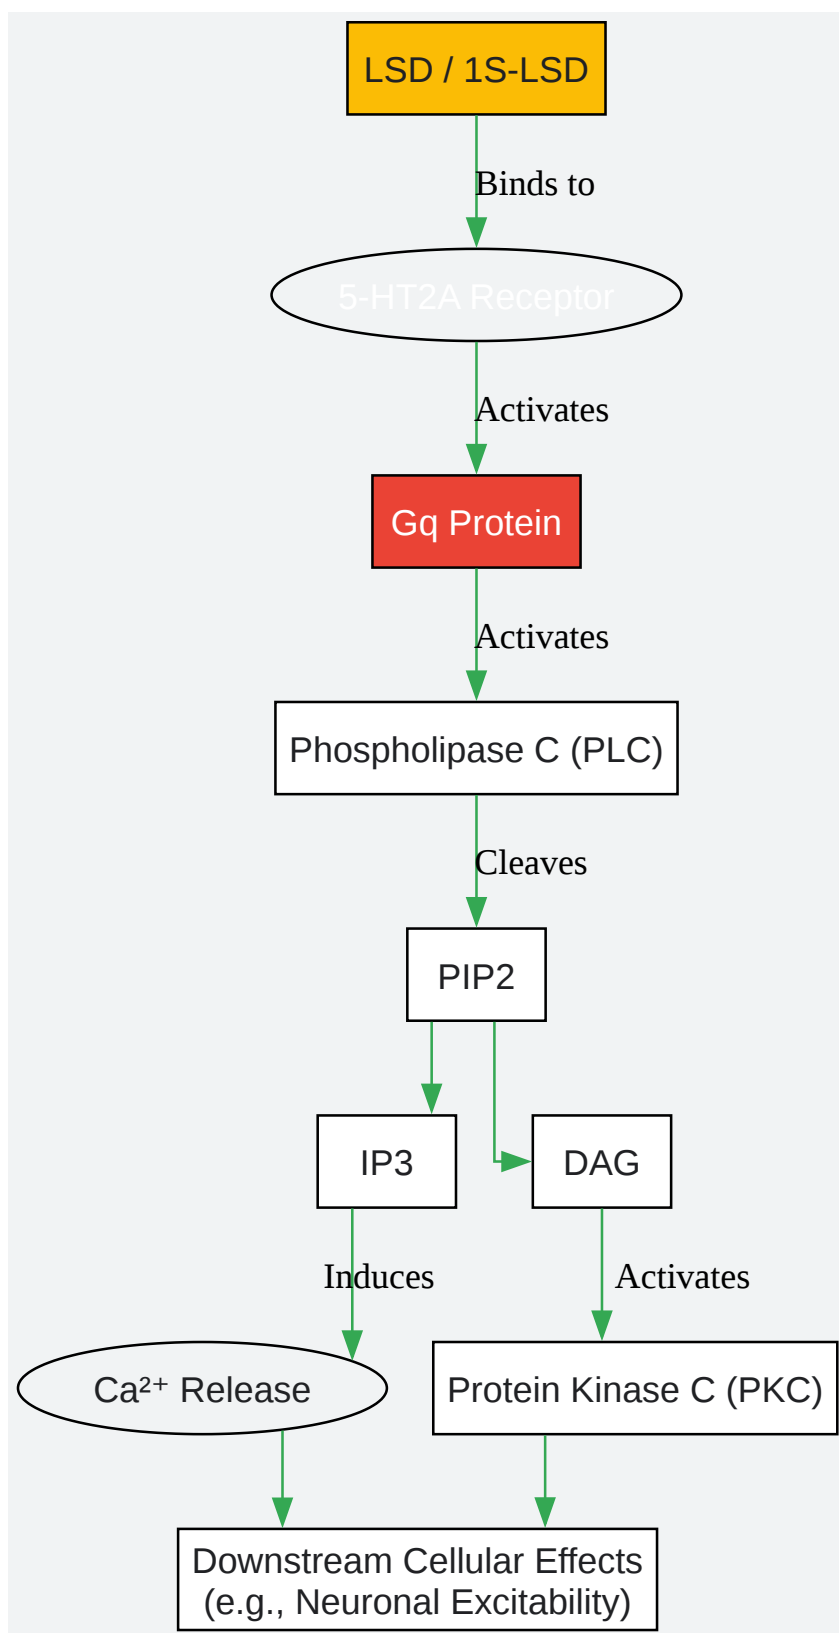 LSD / 1S-LSD
Binds to
5-HT2A Receptor
Activates
Gq Protein
Activates
Phospholipase C (PLC)
Cleaves
PIP2
IP3
DAG
Induces
Activates
Ca²⁺ Release
Protein Kinase C (PKC)
Downstream Cellular Effects
(e.g., Neuronal Excitability)